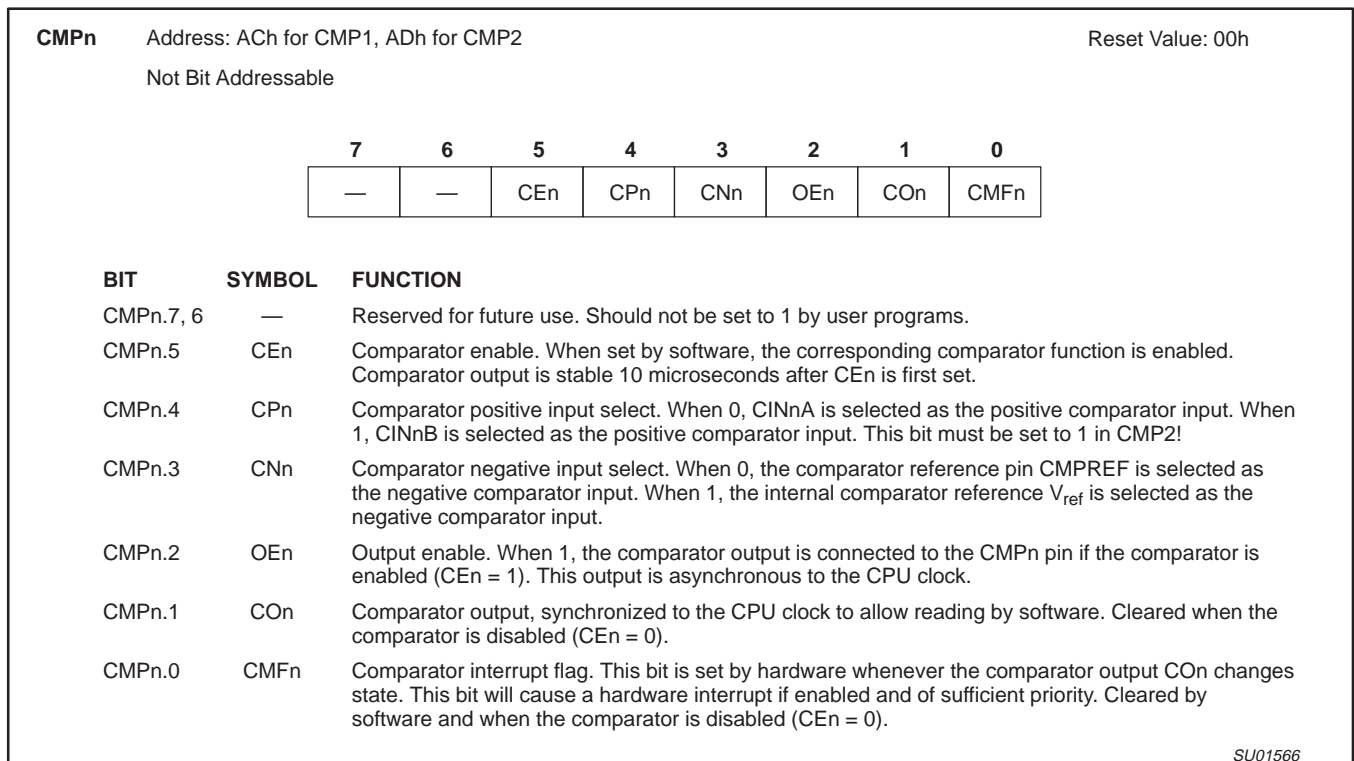 CMPn Address: ACh for CMP1, ADh for CMP2 Reset Value: 00h
Not Bit Addressable
7 6 5 4 3 2 1 0
— — CEn CPn CNn OEn COn CMFn
BIT SYMBOL FUNCTION
CMPn.7, 6 — Reserved for future use. Should not be set to 1 by user programs.
CMPn.5 CEn Comparator enable. When set by software, the corresponding comparator function is enabled.
Comparator output is stable 10 microseconds after CEn is first set.
CMPn.4 CPn Comparator positive input select. When 0, CINnA is selected as the positive comparator input. When
1, CINnB is selected as the positive comparator input. This bit must be set to 1 in CMP2!
CMPn.3 CNn Comparator negative input select. When 0, the comparator reference pin CMPREF is selected as
the negative comparator input. When 1, the internal comparator reference Vref is selected as the
negative comparator input.
CMPn.2 OEn Output enable. When 1, the comparator output is connected to the CMPn pin if the comparator is
enabled (CEn = 1). This output is asynchronous to the CPU clock.
CMPn.1 COn Comparator output, synchronized to the CPU clock to allow reading by software. Cleared when the
comparator is disabled (CEn = 0).
CMPn.0 CMFn Comparator interrupt flag. This bit is set by hardware whenever the comparator output COn changes
state. This bit will cause a hardware interrupt if enabled and of sufficient priority. Cleared by
software and when the comparator is disabled (CEn = 0).
SU01566